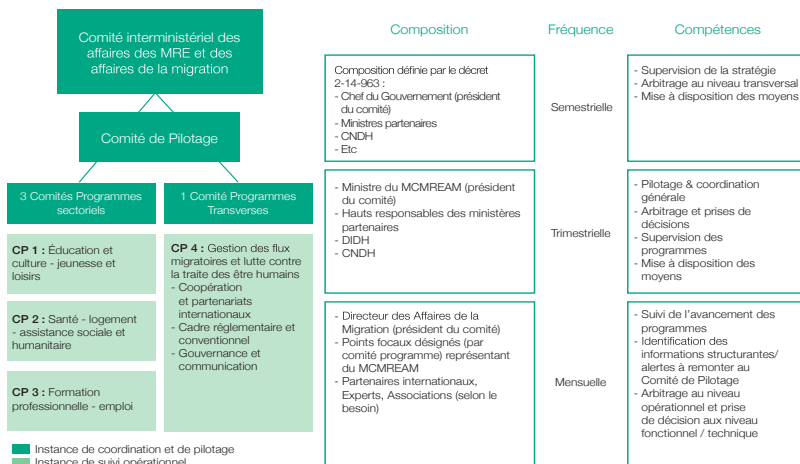 Comité interministériel des
affaires des MRE et des
affaires de la migration
Comité de Pilotage
3 Comités Programmes
sectoriels
1 Comité Programmes
Transverses
CP 1 : Éducation et
culture - jeunesse et
loisirs
CP 2 : Santé - logement
- assistance sociale et
humanitaire
CP 3 : Formation
professionnelle - emploi
CP 4 : Gestion des flux
migratoires et lutte contre
la traite des être humains
- Coopération
et partenariats
internationaux
- Cadre réglementaire et
conventionnel
- Gouvernance et
communication
Instance de coordination et de pilotage
Instance de suivi opérationnel
Composition
Fréquence
Compétences
Composition définie par le décret
2-14-963 :
- Chef du Gouvernement (président
du comité)
- Ministres partenaires
- CNDH
- Etc
Semestrielle
- Supervision de la stratégie
- Arbitrage au niveau transversal
- Mise à disposition des moyens
- Ministre du MCMREAM (président
du comité)
- Hauts responsables des ministères
partenaires
- DIDH
- CNDH
Trimestrielle
- Pilotage & coordination
générale
- Arbitrage et prises de
décisions
- Supervision des
programmes
- Mise à disposition des
moyens
- Directeur des Affaires de la
Migration (président du comité)
- Points focaux désignés (par
comité programme) représentant
du MCMREAM
- Partenaires internationaux,
Experts, Associations (selon le
besoin)
Mensuelle
- Suivi de l'avancement des
programmes
- Identification des
informations structurantes/
alertes à remonter au
Comité de Pilotage
- Arbitrage au niveau
opérationnel et prise
de décision aux niveau
fonctionnel / technique